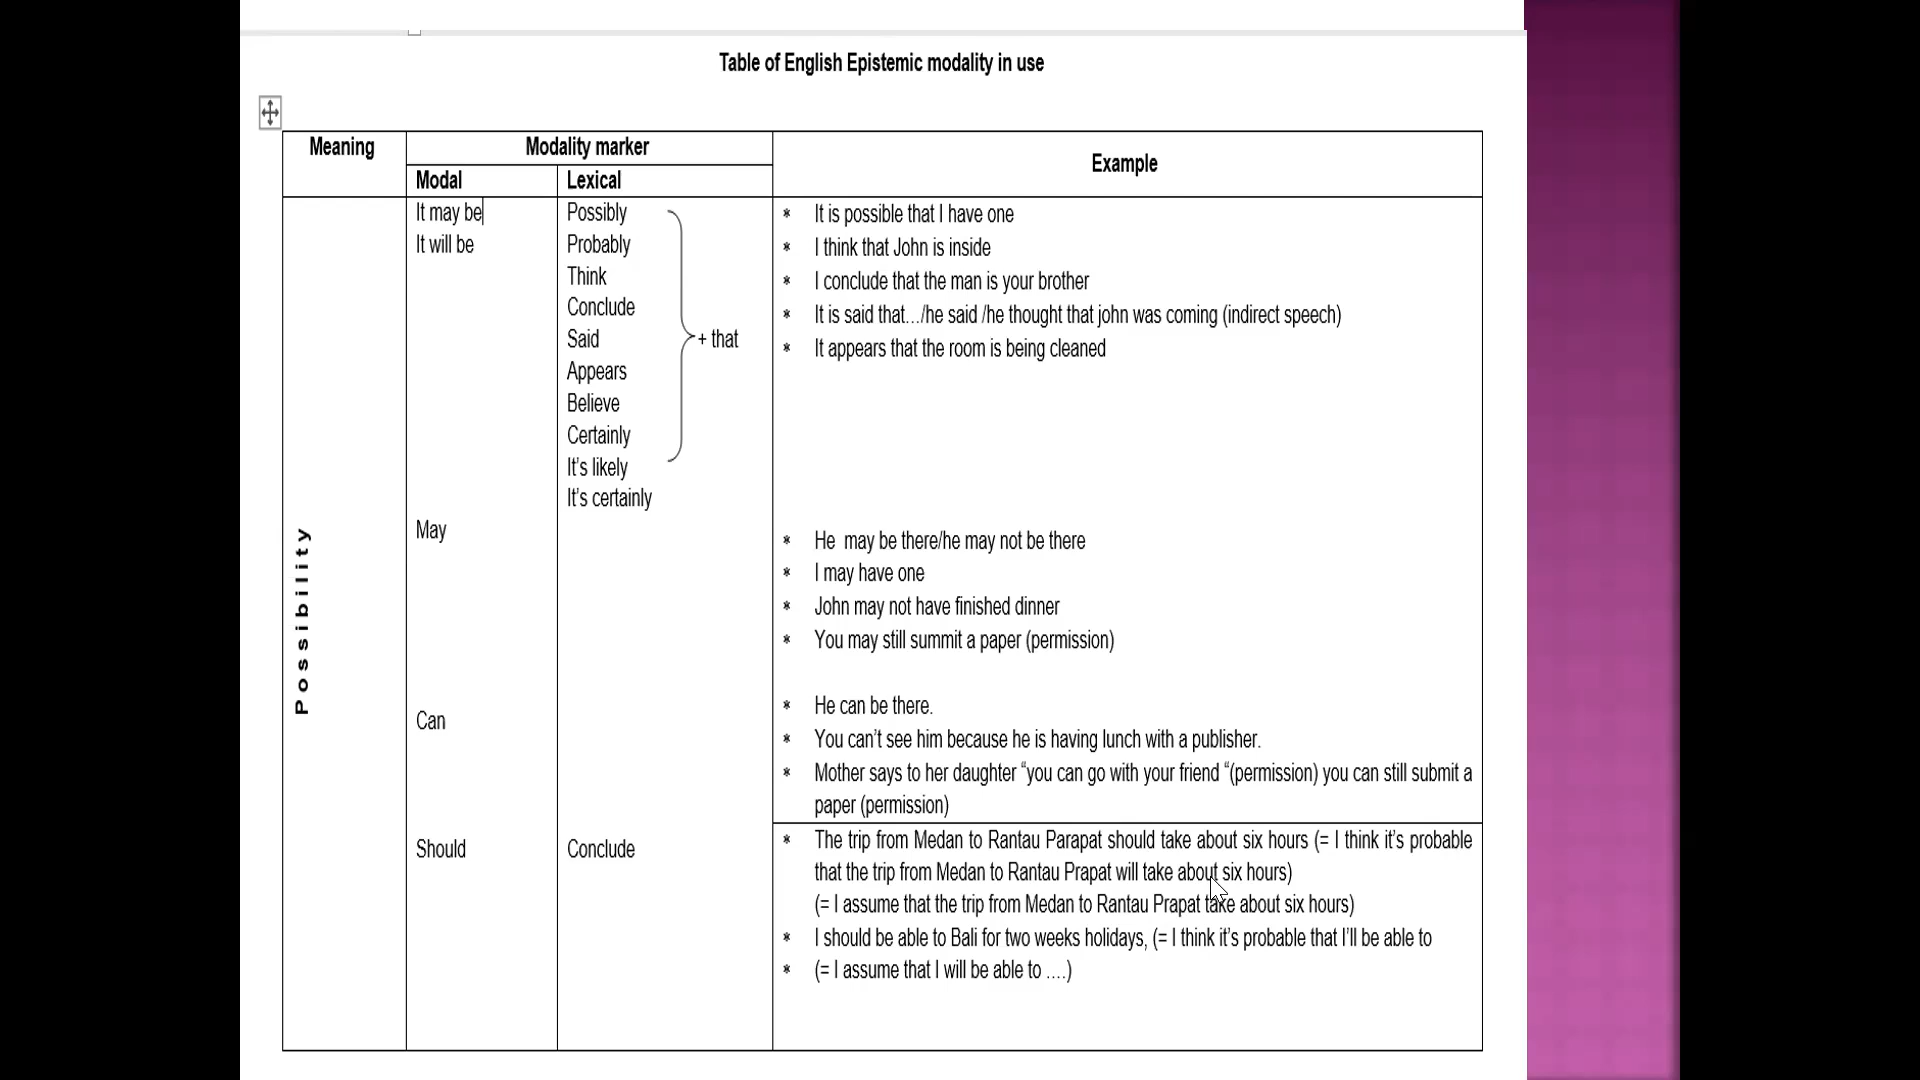 Table of English Epistemic modality in use
Meaning
Modality marker
Example
Modal
Lexical
Possibility
It may be
It will be
May
Can
Should
Possibly
Probably
Think
Conclude
Said
Appears
Believe
Certainly
It's likely
It's certainly
+ that
Conclude
* It is possible that I have one
* I think that John is inside
* I conclude that the man is your brother
* It is said that…/he said /he thought that john was coming (indirect speech)
* It appears that the room is being cleaned
* He  may be there/he may not be there
* I may have one
* John may not have finished dinner
* You may still summit a paper (permission)
* He can be there.
* You can't see him because he is having lunch with a publisher.
* Mother says to her daughter “you can go with your friend “(permission) you can still submit a
paper (permission)
* The trip from Medan to Rantau Parapat should take about six hours (= I think it's probable
that the trip from Medan to Rantau Prapat will take about six hours)
(= I assume that the trip from Medan to Rantau Prapat take about six hours)
* I should be able to Bali for two weeks holidays, (= I think it's probable that I'll be able to
* (= I assume that I will be able to ….)